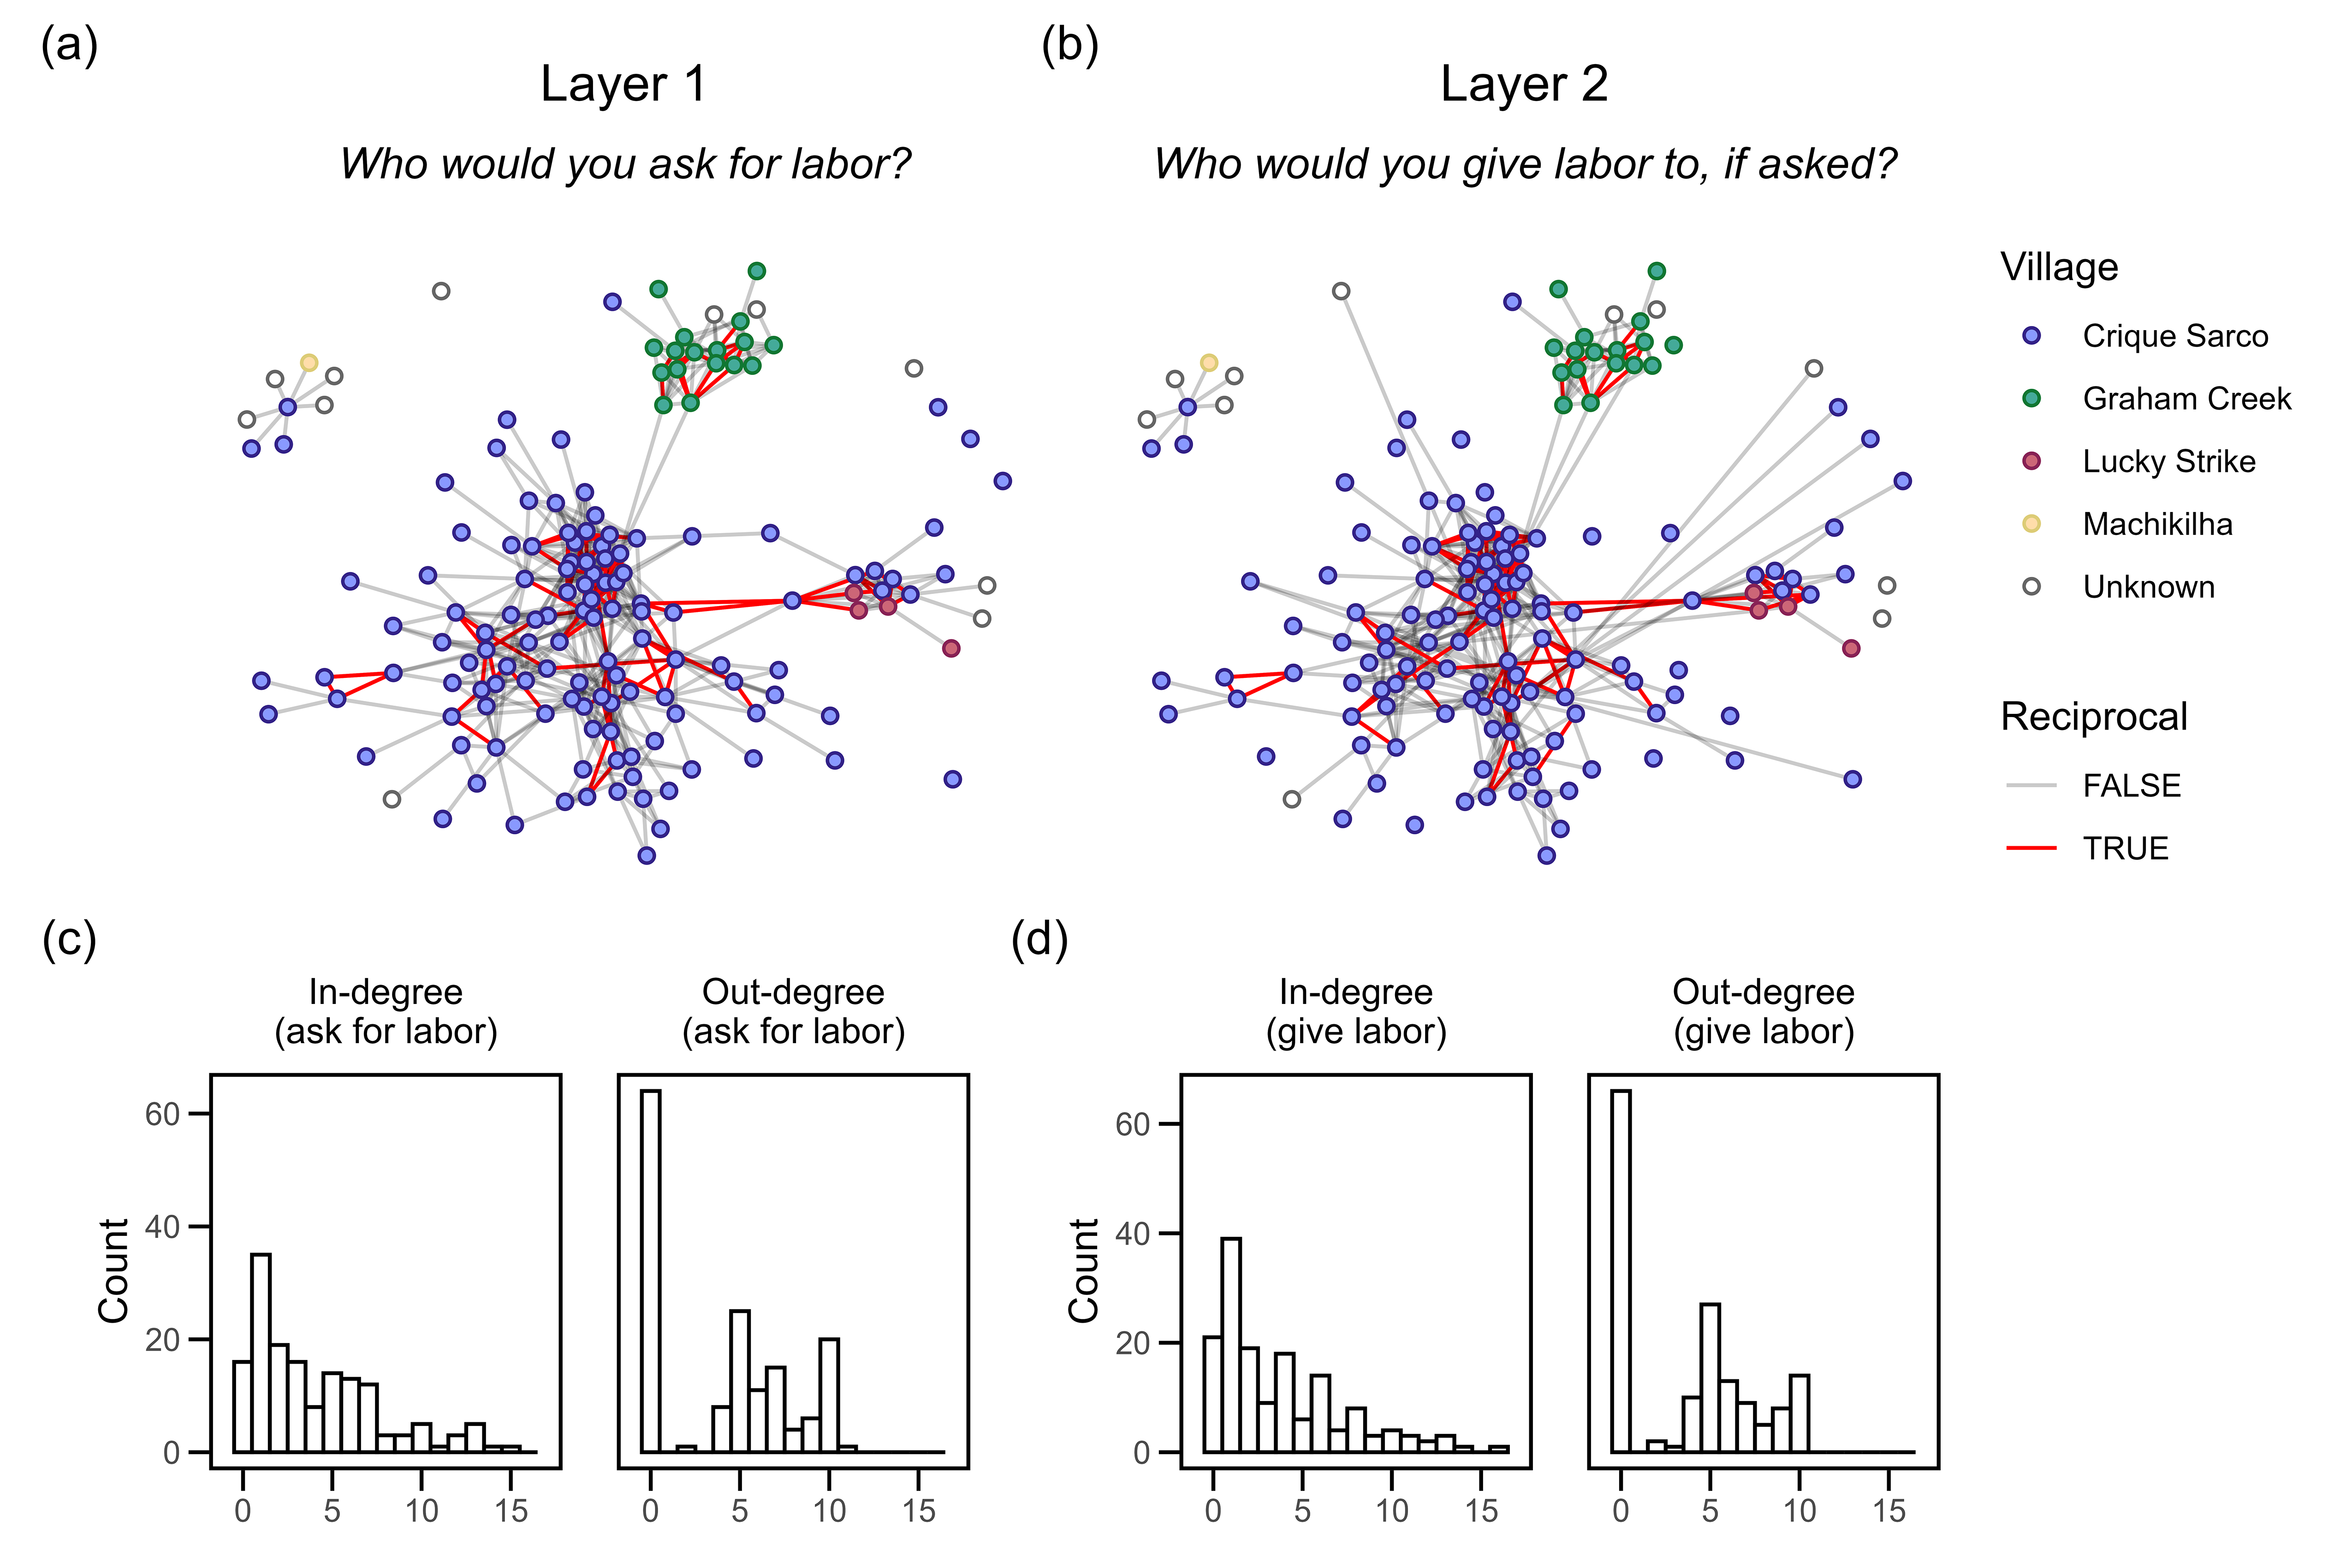 (a)
Layer 1
Who would you ask for labor?
(b)
Layer 2
Who would you give labor to, if asked?
Village
Crique Sarco
Graham Creek
Lucky Strike
Machikilha
Unknown
Reciprocal
FALSE
TRUE
(c)
In-degree
(ask for labor)
Out-degree
(ask for labor)
Count
60
40
20
0
0 5 10 15
0 5 10 15
(d)
In-degree
(give labor)
Out-degree
(give labor)
Count
60
40
20
0
0 5 10 15
0 5 10 15